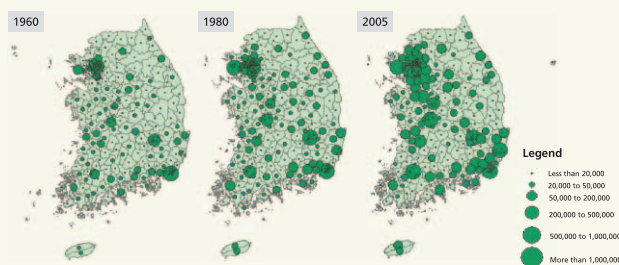 1960
1980
2005
Legend
Less than 20,000
20,000 to 50,000
50,000 to 200,000
200,000 to 500,000
500,000 to 1,000,000
More than 1,000,000